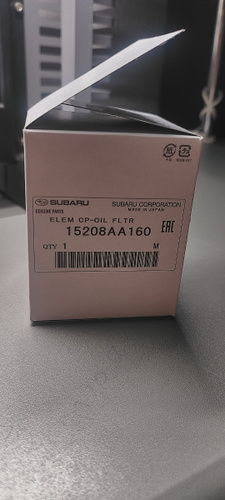 SUBARU
SUBARU CORPORATION
MADE IN JAPAN
GENUINE PARTS
ELEM CP-OIL FLTR
15208AA160
EAC
QTY 1 M